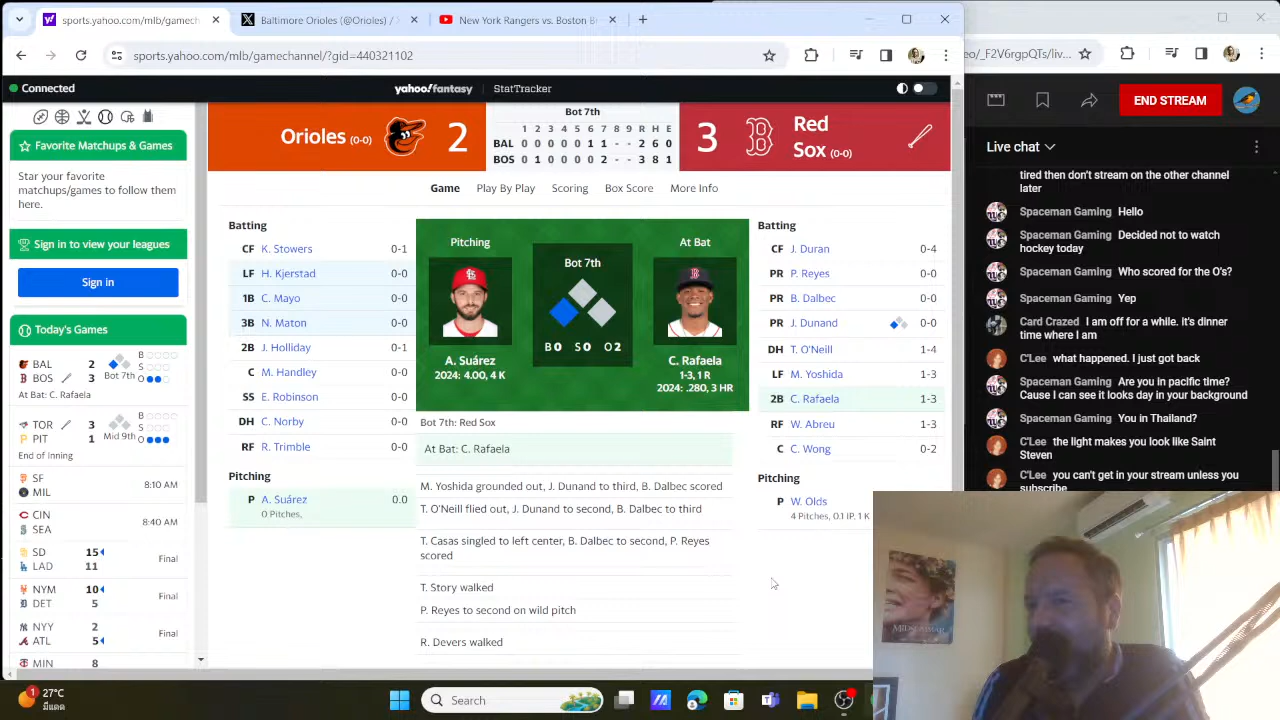 sports.yahoo.com/mlb/gamech
Baltimore Orioles (@Orioles) / X
New York Rangers vs. Boston B
sports.yahoo.com/mlb/gamechannel/?gid=440321102
eo/_F2V6rgpQTs/liv
Connected
yahoo!fantasy
StatTracker
END STREAM
Live chat
Favorite Matchups & Games
Star your favorite
matchups/games to follow them
here.
Sign in to view your leagues
Sign in
Today's Games
BAL 2
BOS 3
Bot 7th
B
S
O
At Bat: C. Rafaela
TOR 3
PIT 1
Mid 9th
B
S
O
End of Inning
SF
MIL
8:10 AM
CIN
SEA
8:40 AM
SD 15
LAD 11
Final
NYM 10
DET 5
Final
NYY 2
ATL 5
Final
MIN 8
Orioles (0-0)
2
Bot 7th
1 2 3 4 5 6 7 8 9 R H E
BAL 0 0 0 0 0 1 1 - - 2 6 0
BOS 0 1 0 0 0 0 2 - - 3 8 1
3
Red
Sox (0-0)
Game
Play By Play
Scoring
Box Score
More Info
Batting
CF K. Stowers 0-1
LF H. Kjerstad 0-0
1B C. Mayo 0-0
3B N. Maton 0-0
2B J. Holliday 0-1
C M. Handley 0-0
SS E. Robinson 0-0
DH C. Norby 0-0
RF R. Trimble 0-0
Pitching
P A. Suárez 0.0
0 Pitches,
Pitching
A. Suárez
2024: 4.00, 4 K
Bot 7th
B 0 S 0 O 2
At Bat
C. Rafaela
1-3, 1 R
2024: .280, 3 HR
Bot 7th: Red Sox
At Bat: C. Rafaela
M. Yoshida grounded out, J. Dunand to third, B. Dalbec scored
T. O'Neill flied out, J. Dunand to second, B. Dalbec to third
T. Casas singled to left center, B. Dalbec to second, P. Reyes
scored
T. Story walked
P. Reyes to second on wild pitch
R. Devers walked
Batting
CF J. Duran 0-4
PR P. Reyes 0-0
PR B. Dalbec 0-0
PR J. Dunand 0-0
DH T. O'Neill 1-4
LF M. Yoshida 1-3
2B C. Rafaela 1-3
RF W. Abreu 1-3
C C. Wong 0-2
Pitching
P W. Olds
4 Pitches, 0.1 IP, 1 K
tired then don't stream on the other channel
later
Spaceman Gaming Hello
Spaceman Gaming Decided not to watch
hockey today
Spaceman Gaming Who scored for the O's?
Spaceman Gaming Yep
Card Crazed I am off for a while. it's dinner
time where I am
C'Lee what happened. I just got back
Spaceman Gaming Are you in pacific time?
Cause I can see it looks day in your background
Spaceman Gaming You in Thailand?
C'Lee the light makes you look like Saint
Steven
C'Lee you can't get in your stream unless you
subscribe
MIDSOMMAR
1
27°C
มีแดด
Search